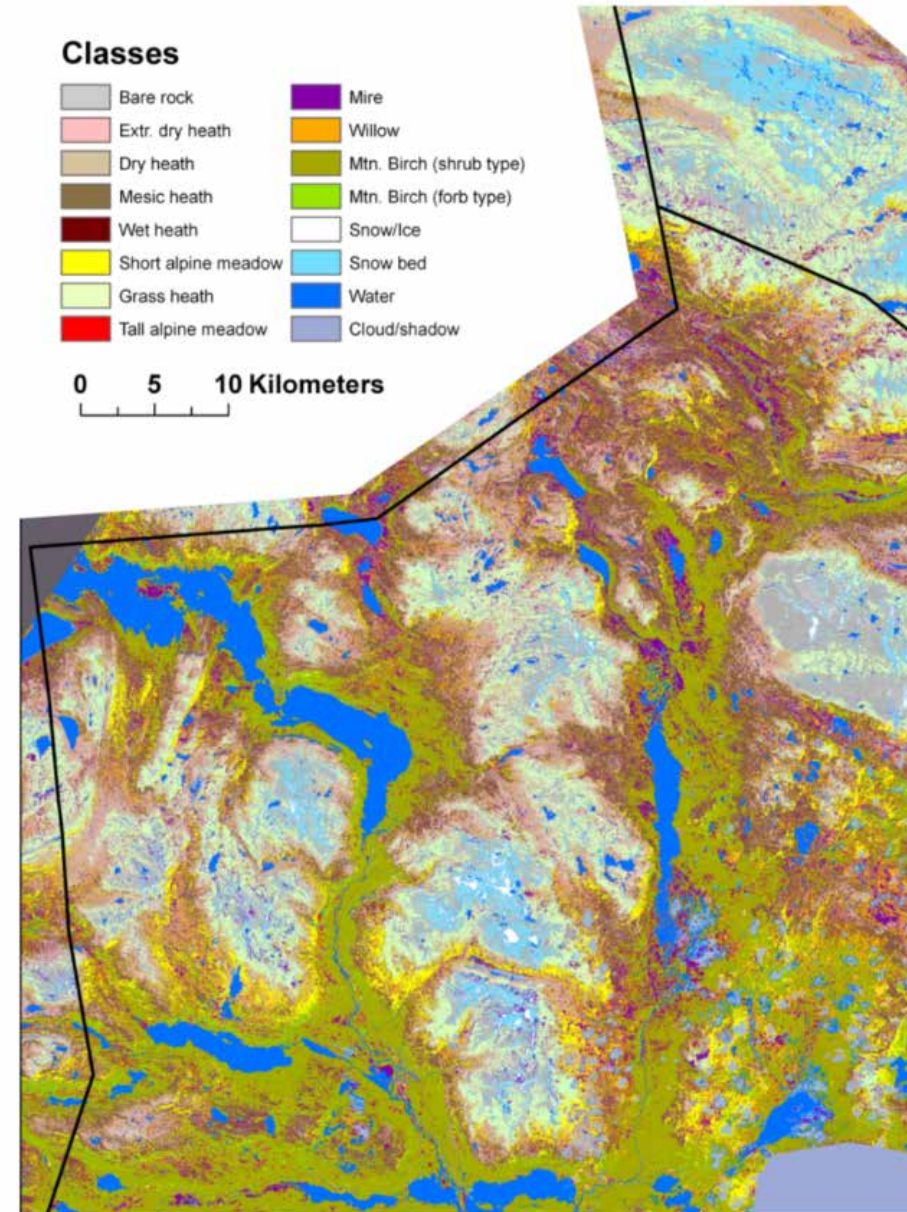 Classes
Bare rock
Extr. dry heath
Dry heath
Mesic heath
Wet heath
Short alpine meadow
Grass heath
Tall alpine meadow
Mire
Willow
Mtn. Birch (shrub type)
Mtn. Birch (forb type)
Snow/Ice
Snow bed
Water
Cloud/shadow
0 5 10 Kilometers